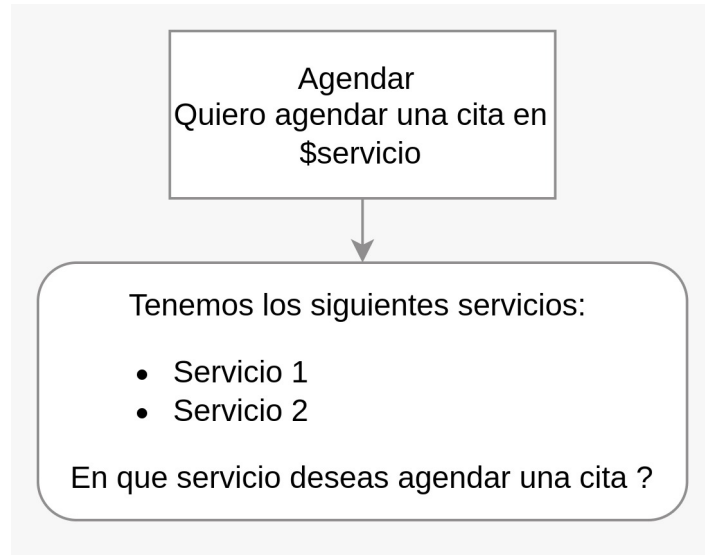 Agendar
Quiero agendar una cita en
$servicio
Tenemos los siguientes servicios:
• Servicio 1
• Servicio 2
En que servicio deseas agendar una cita ?